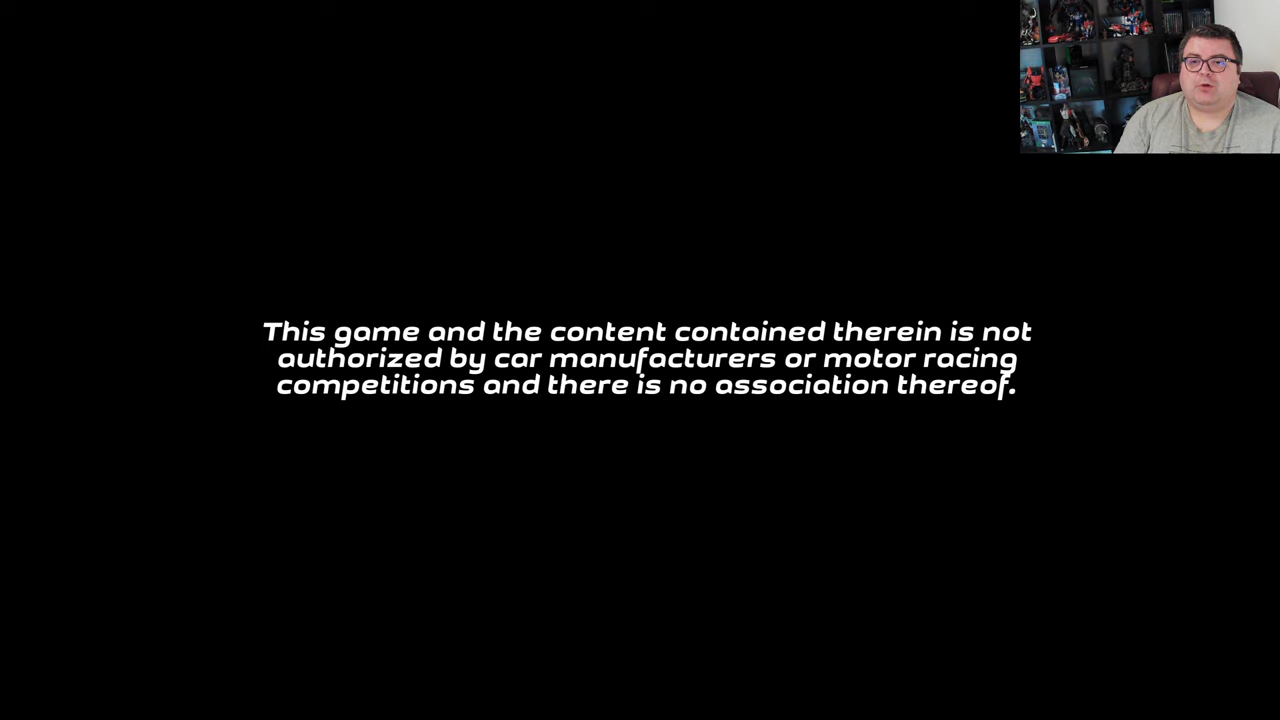 This game and the content contained therein is not
authorized by car manufacturers or motor racing
competitions and there is no association thereof.